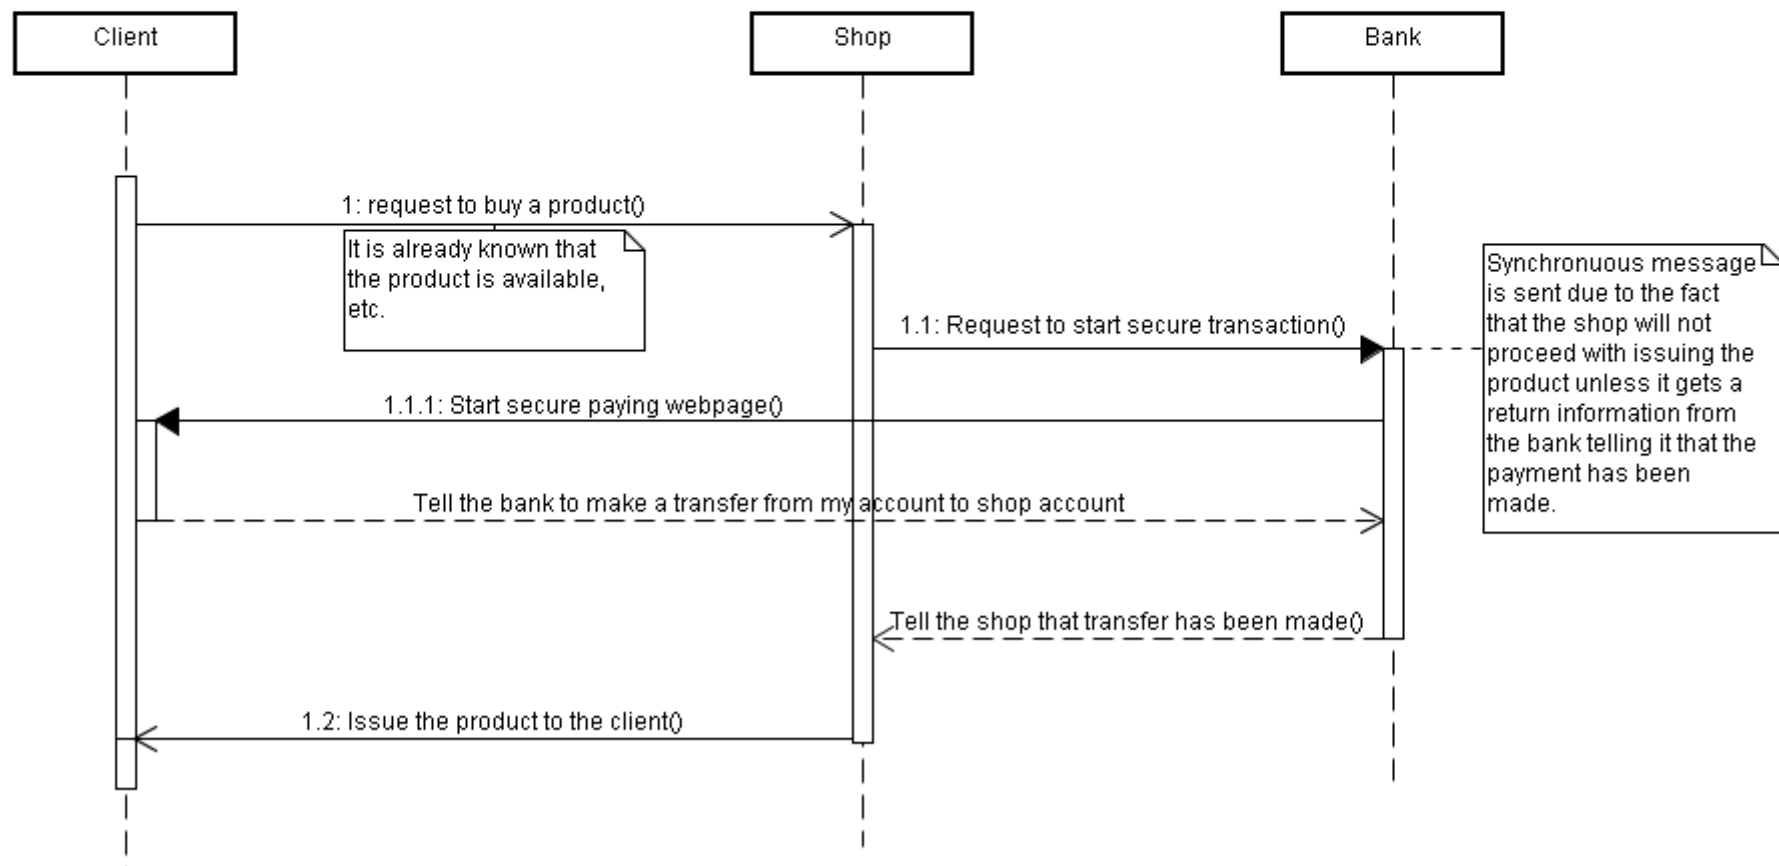 Client
Shop
Bank
1: request to buy a product()
It is already known that
the product is available,
etc.
Synchronuous message
is sent due to the fact
that the shop will not
proceed with issuing the
product unless it gets a
return information from
the bank telling it that the
payment has been
made.
1.1: Request to start secure transaction()
1.1.1: Start secure paying webpage()
Tell the bank to make a transfer from my account to shop account
Tell the shop that transfer has been made()
1.2: Issue the product to the client()